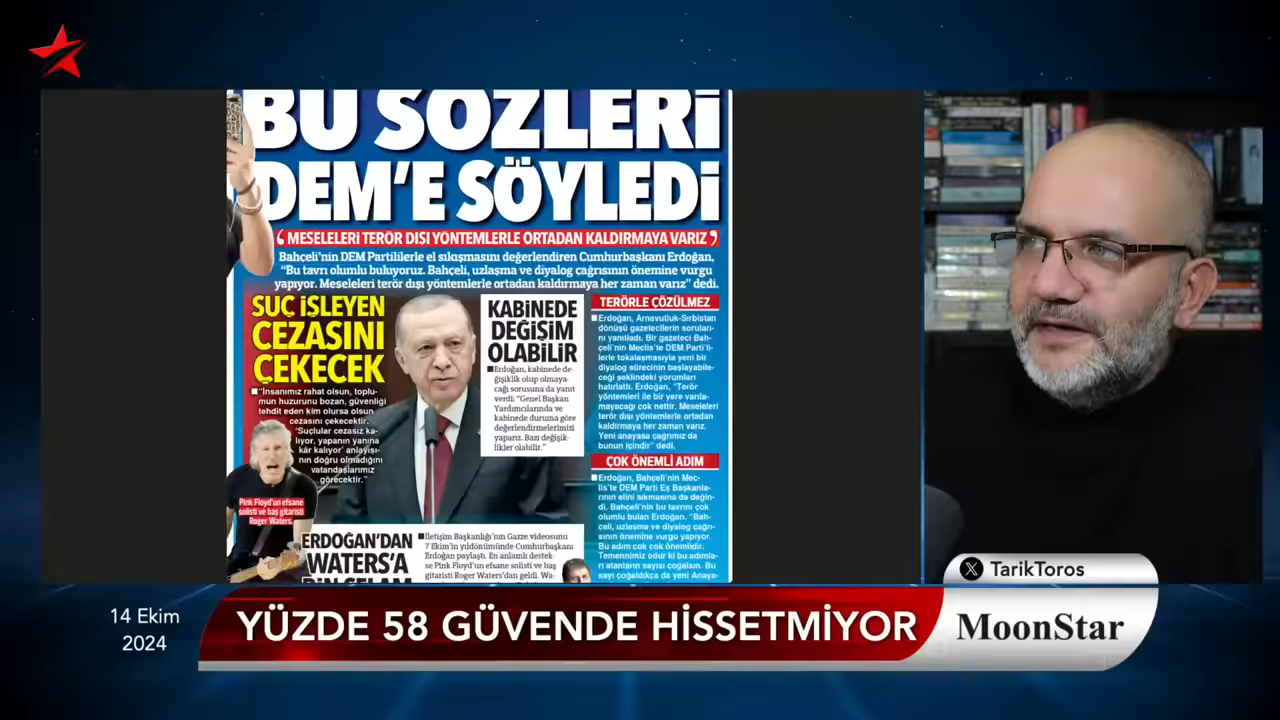 BU SÖZLERİ
DEM'E SÖYLEDİ
‘ MESELELERİ TERÖR DIŞI YÖNTEMLERLE ORTADAN KALDIRMAYA VARIZ ’
Bahçeli'nin DEM Partililerle el sıkışmasını değerlendiren Cumhurbaşkanı Erdoğan,
“Bu tavrı olumlu buluyoruz. Bahçeli, uzlaşma ve diyalog çağrısının önemine vurgu
yapıyor. Meseleleri terör dışı yöntemlerle ortadan kaldırmaya her zaman varız” dedi.
SUÇ İŞLEYEN
CEZASINI
ÇEKECEK
“İnsanımız rahat olsun, toplu-
mun huzurunu bozan, güvenliği
tehdit eden kim olursa olsun
cezasını çekecektir.
‘Suçlular cezasız ka-
lıyor, yapanın yanına
kâr kalıyor’ anlayışı-
nın doğru olmadığını
vatandaşlarımız
görecektir.”
Pink Floyd'un efsane
solisti ve baş gitaristi
Roger Waters.
KABİNEDE
DEĞİŞİM
OLABİLİR
Erdoğan, kabinede de-
ğişiklik olup olmaya-
cağı sorusuna da yanıt
verdi: “Genel Başkan
Yardımcılarında ve
kabinede duruma göre
değerlendirmelerimizi
yaparız. Bazı değişik-
likler olabilir.”
TERÖRLE ÇÖZÜLMEZ
Erdoğan, Arnavutluk-Sırbistan
dönüşü gazetecilerin soruları-
nı yanıtladı. Bir gazeteci Bah-
çeli'nin Meclis'te DEM Parti'li-
lerle tokalaşmasıyla yeni bir
diyalog sürecinin başlayabile-
ceği şeklindeki yorumları
hatırlattı. Erdoğan, “Terör
yöntemleri ile bir yere varıla-
mayacağı çok nettir. Meseleleri
terör dışı yöntemlerle ortadan
kaldırmaya her zaman varız.
Yeni anayasa çağrımız da
bunun içindir” dedi.
ÇOK ÖNEMLİ ADIM
Erdoğan, Bahçeli'nin Mec-
lis'te DEM Parti Eş Başkanla-
rının elini sıkmasına da değin-
di. Bahçeli'nin bu tavrını çok
olumlu bulan Erdoğan, “Bah-
çeli, uzlaşma ve diyalog çağrı-
sının önemine vurgu yapıyor.
Bu adım çok çok önemlidir.
Temennimiz odur ki bu adımla-
rı atanların sayısı çoğalsın. Bu
sayı çoğaldıkça da yeni Anaya-
ERDOĞAN'DAN
WATERS'A
BİN SELAM
İletişim Başkanlığı'nın Gazze videosunu
7 Ekim'in yıldönümünde Cumhurbaşkanı
Erdoğan paylaştı. En anlamlı destek-
se Pink Floyd'un efsane solisti ve baş
gitaristi Roger Waters'dan geldi. Wa-
TarikToros
14 Ekim
2024
YÜZDE 58 GÜVENDE HİSSETMİYOR
MoonStar